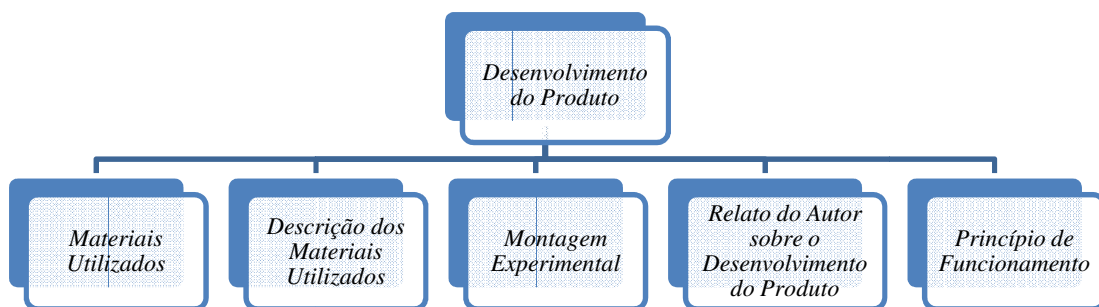 Desenvolvimento
do Produto
Materiais
Utilizados
Descrição dos
Materiais
Utilizados
Montagem
Experimental
Relato do Autor
sobre o
Desenvolvimento
do Produto
Princípio de
Funcionamento